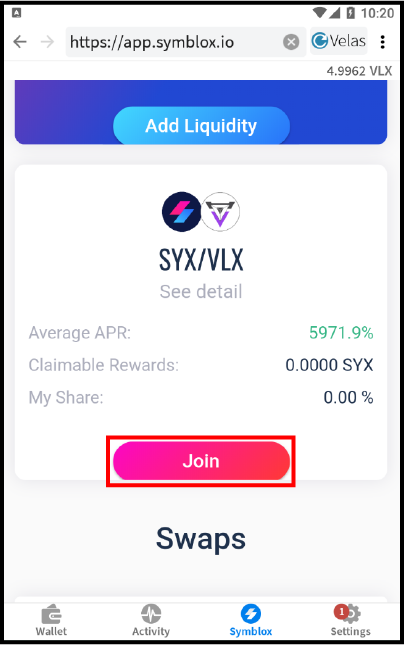 10:20
https://app.symblox.io
Velas
4.9962 VLX
Add Liquidity
SYX/VLX
See detail
Average APR: 5971.9%
Claimable Rewards: 0.0000 SYX
My Share: 0.00 %
Join
Swaps
1
Wallet Activity Symblox Settings